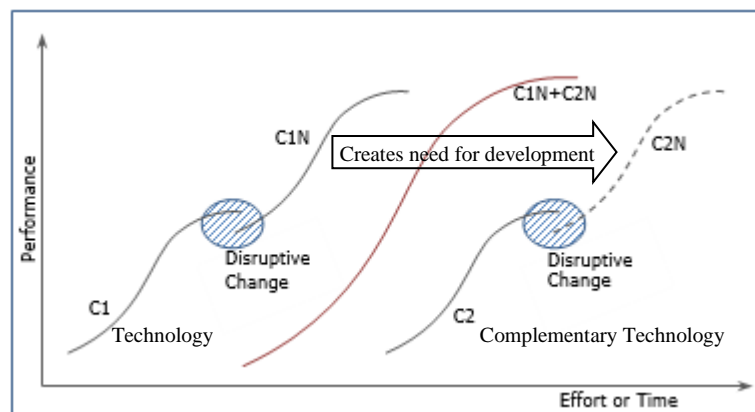 C1N+C2N
C1N
Creates need for development
C2N
Performance
Disruptive
Change
Disruptive
Change
C1
Technology
C2
Complementary Technology
Effort or Time